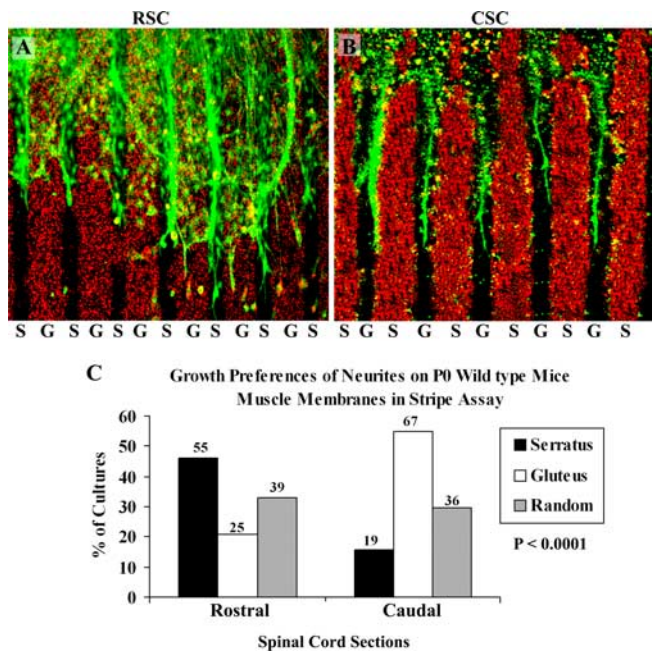 RSC CSC
A B
S G S G S G S G S G S S G S G S G S G S G S
C Growth Preferences of Neurites on P0 Wild type Mice
Muscle Membranes in Stripe Assay
60
50
40
30
20
10
0
% of Cultures
55
25
39
19
67
36
Rostral Caudal
Spinal Cord Sections
Serratus
Gluteus
Random
P < 0.0001